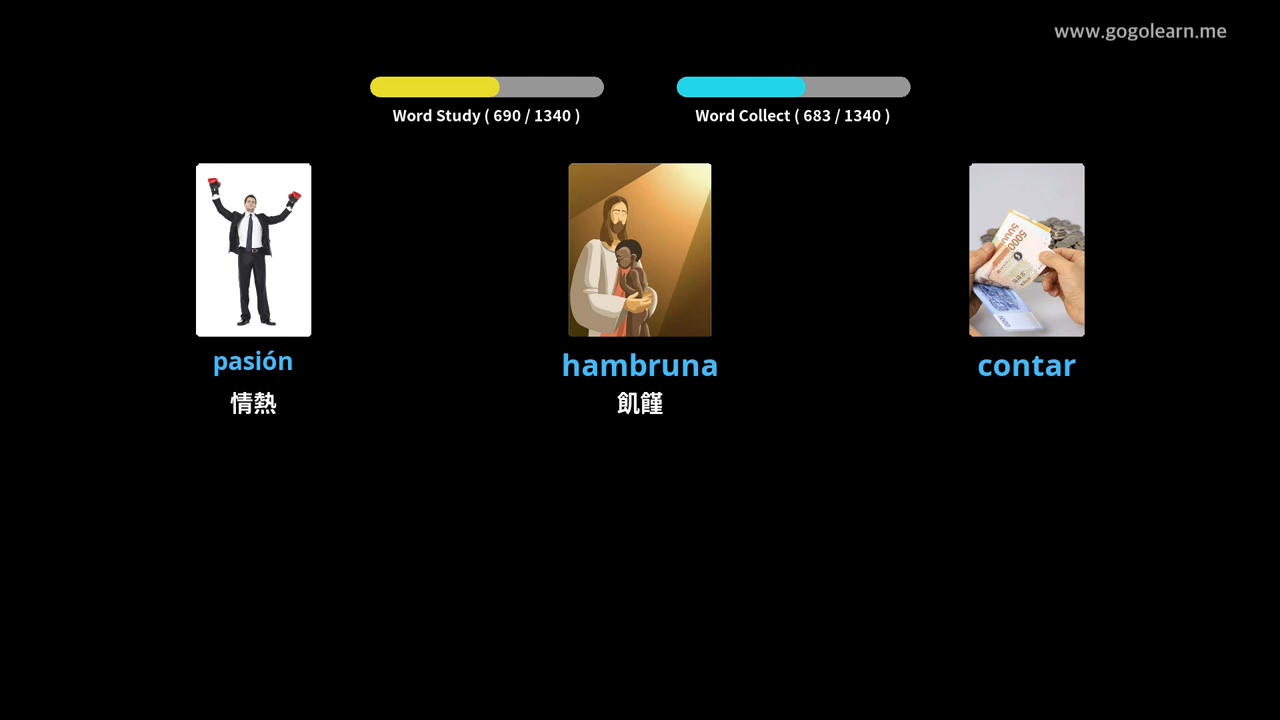 www.gogolearn.me
Word Study ( 690 / 1340 )
Word Collect ( 683 / 1340 )
pasión
hambruna
contar
情熱
飢饉